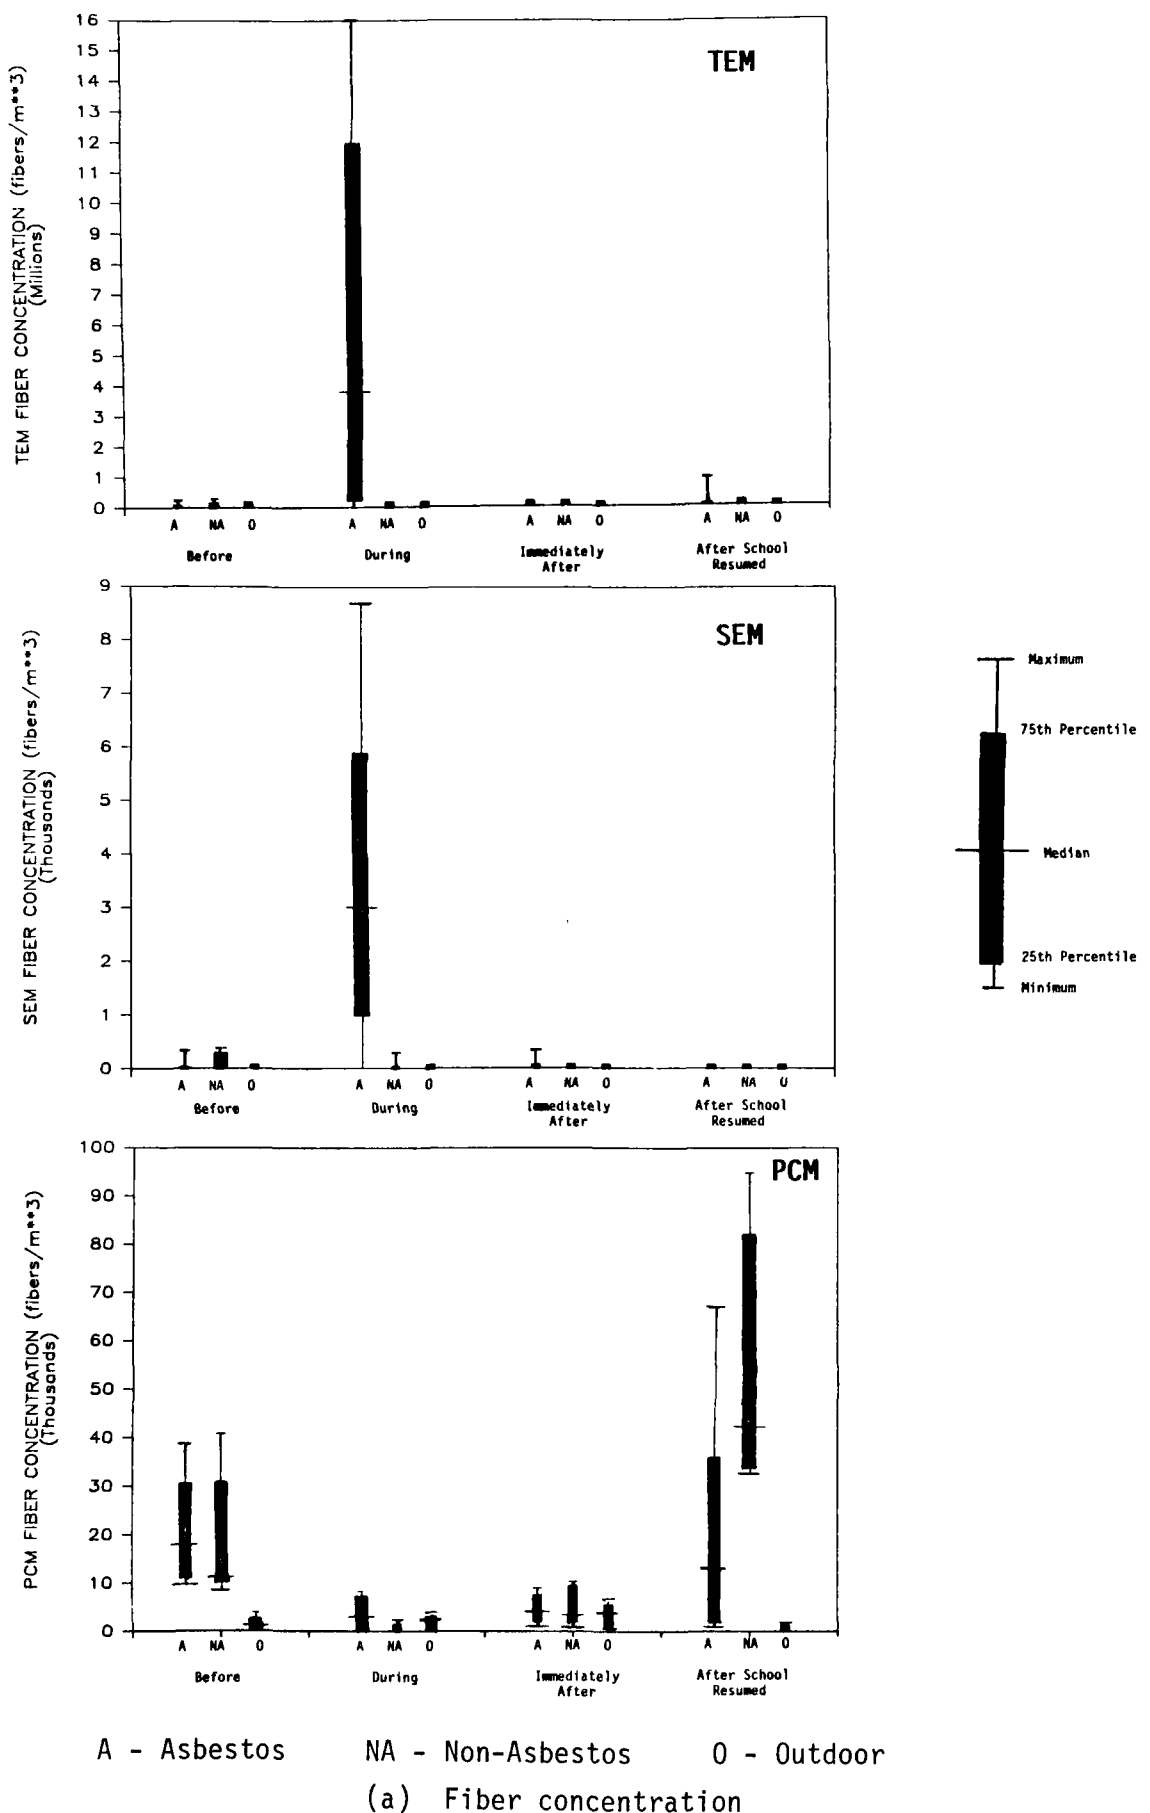 TEM
TEM FIBER CONCENTRATION (fibers/m**3)
(Millions)
16
15
14
13
12
11
10
9
8
7
6
5
4
3
2
1
0
A NA O A NA O A NA O A NA O
Before During Immediately After After School Resumed
SEM
SEM FIBER CONCENTRATION (fibers/m**3)
(Thousands)
9
8
7
6
5
4
3
2
1
0
A NA O A NA O A NA O A NA O
Before During Immediately After After School Resumed
Maximum
75th Percentile
Median
25th Percentile
Minimum
PCM
PCM FIBER CONCENTRATION (fibers/m**3)
(Thousands)
100
90
80
70
60
50
40
30
20
10
0
A NA O A NA O A NA O A NA O
Before During Immediately After After School Resumed
A - Asbestos NA - Non-Asbestos O - Outdoor
(a) Fiber concentration